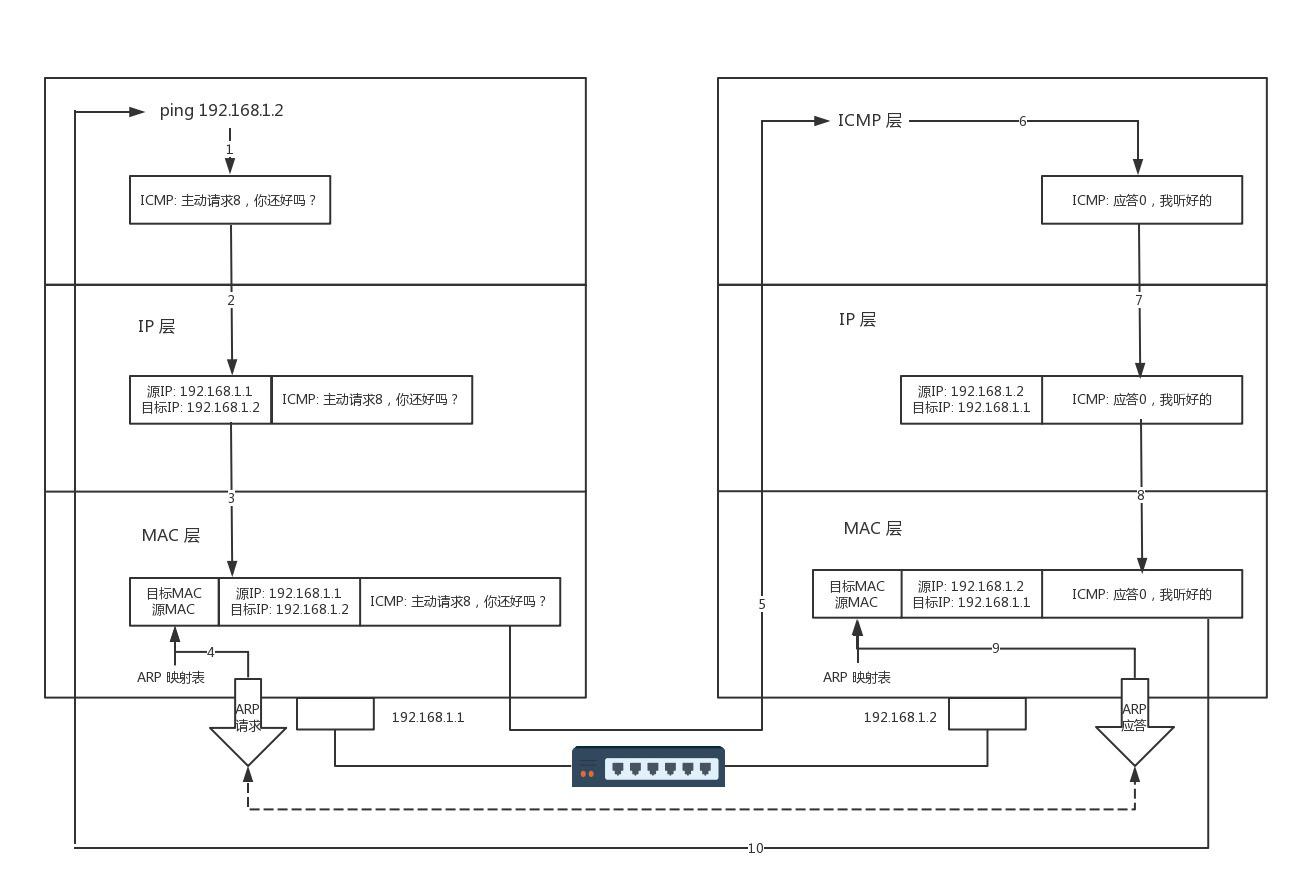 ping 192.168.1.2
1
ICMP: 主动请求8，你还好吗？
2
IP 层
源IP: 192.168.1.1
目标IP: 192.168.1.2
ICMP: 主动请求8，你还好吗？
3
MAC 层
目标MAC
源MAC
源IP: 192.168.1.1
目标IP: 192.168.1.2
ICMP: 主动请求8，你还好吗？
4
ARP 映射表
ARP
请求
192.168.1.1
5
ICMP 层
6
ICMP: 应答0，我听好的
7
IP 层
源IP: 192.168.1.2
目标IP: 192.168.1.1
ICMP: 应答0，我听好的
8
MAC 层
目标MAC
源MAC
源IP: 192.168.1.2
目标IP: 192.168.1.1
ICMP: 应答0，我听好的
9
ARP 映射表
192.168.1.2
ARP
应答
10